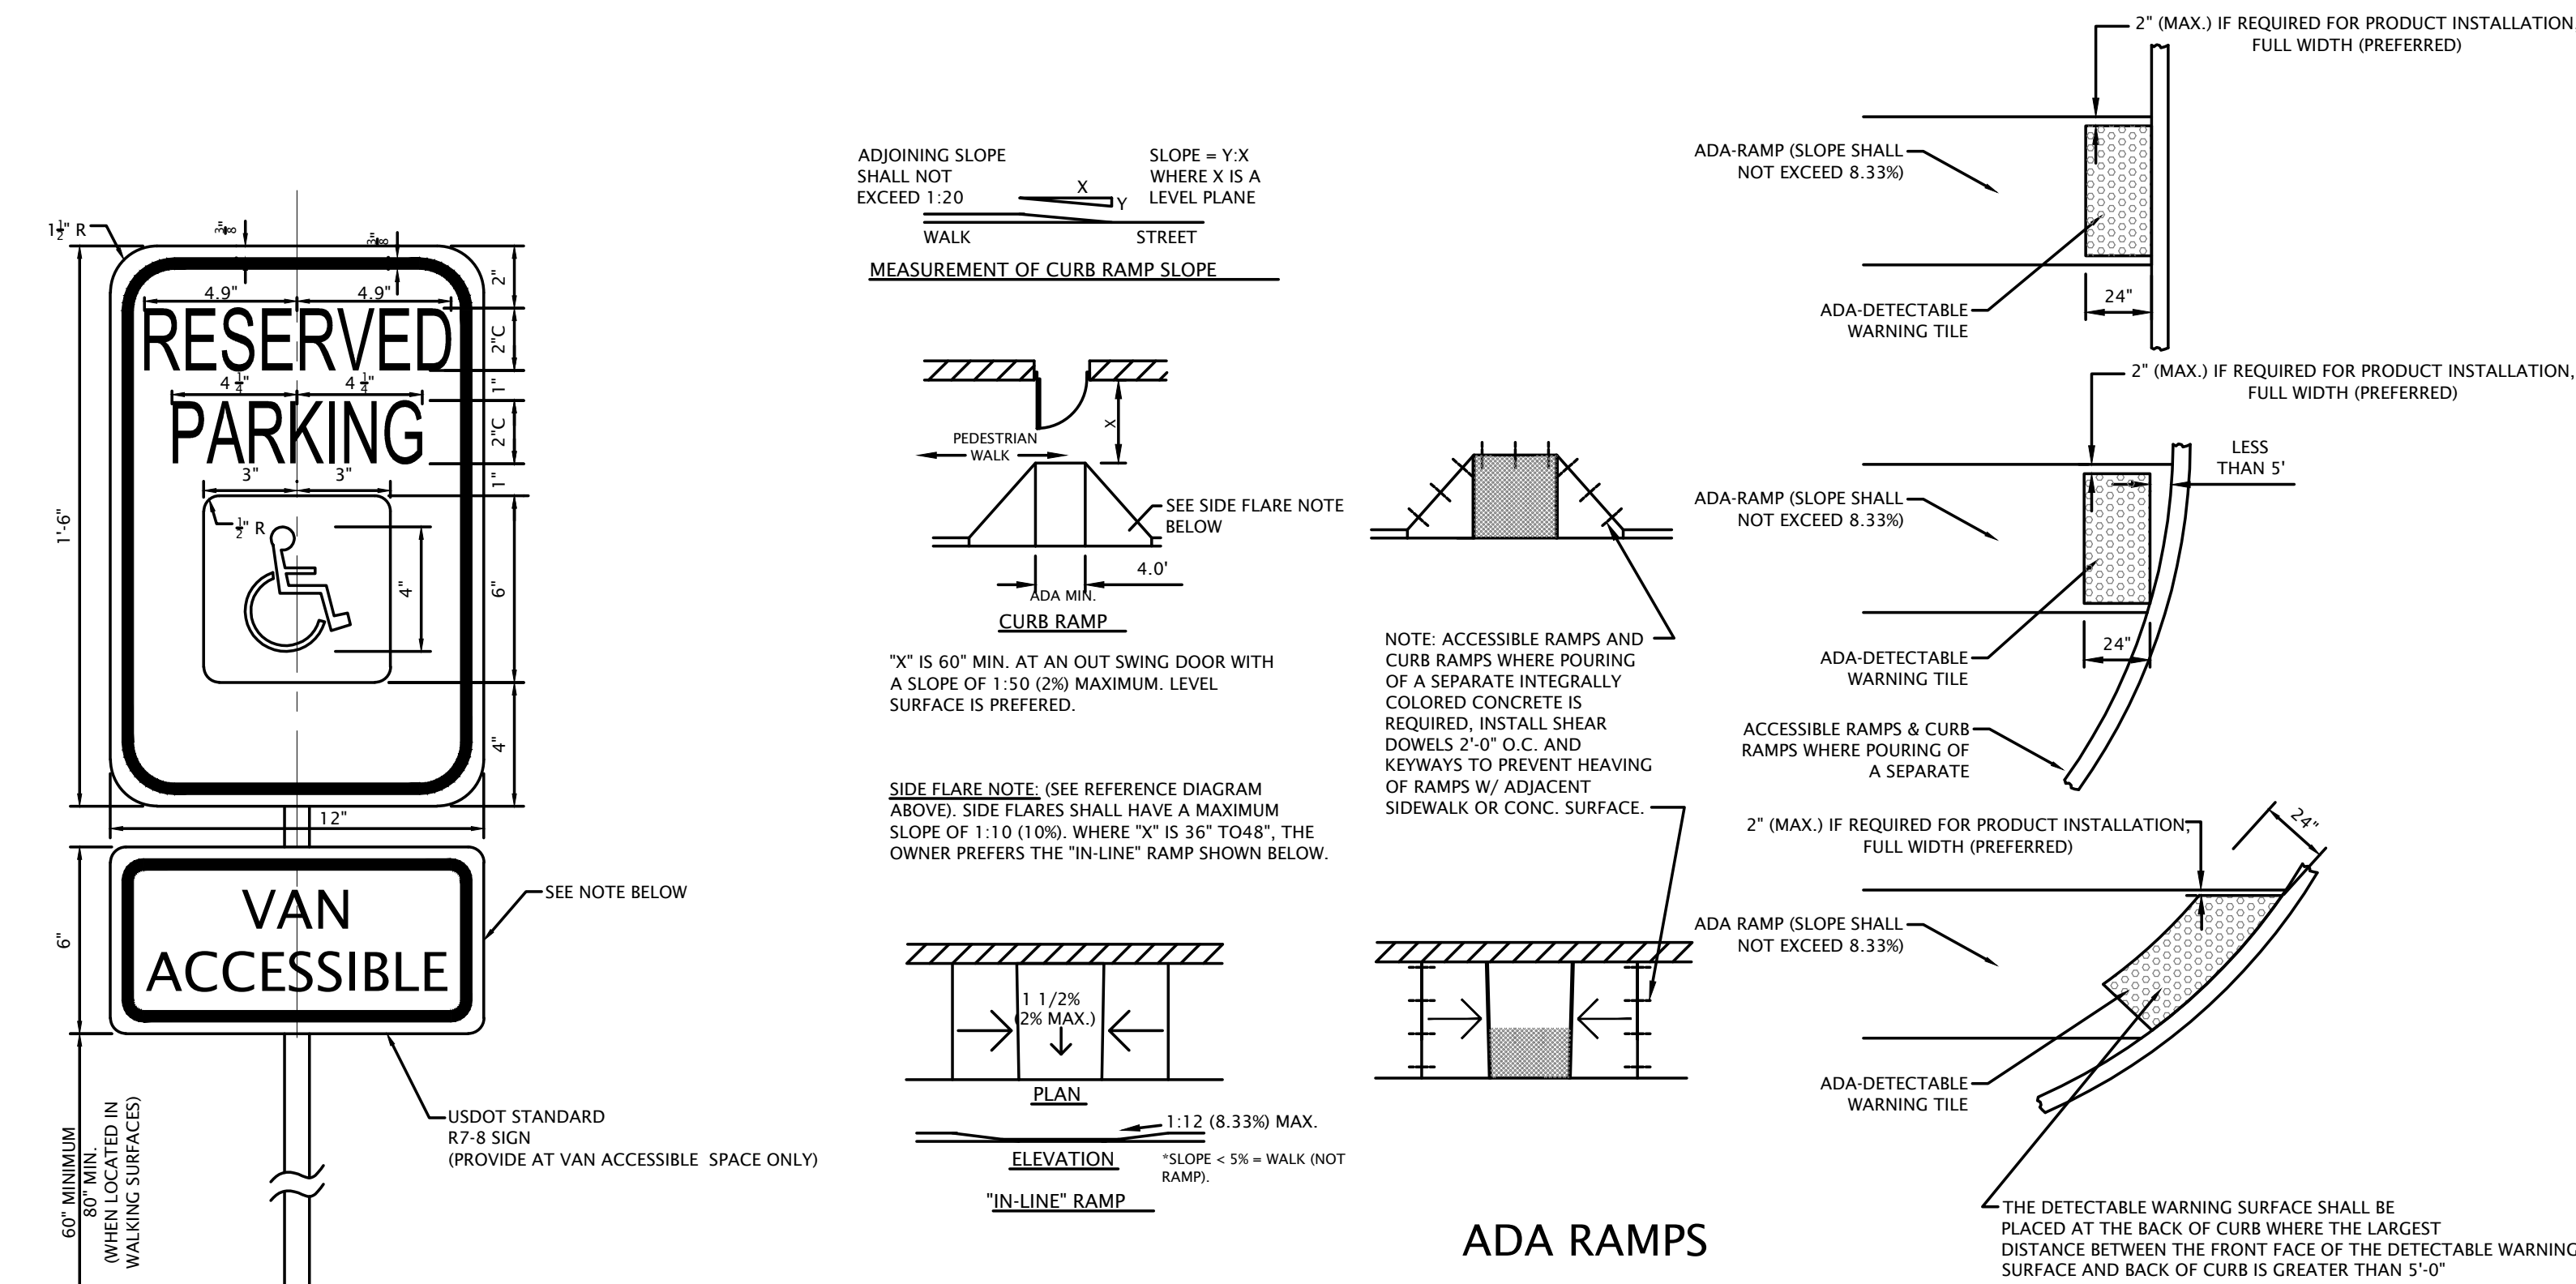 1 1/2" R
3/8"
3/8"
4.9"
4.9"
RESERVED
4 1/4"
4 1/4"
PARKING
3"
3"
1/2" R
4"
2"
2"C
1"
2"C
1"
6"
4"
1'-6"
12"
VAN
ACCESSIBLE
6"
SEE NOTE BELOW
USDOT STANDARD
R7-8 SIGN
(PROVIDE AT VAN ACCESSIBLE SPACE ONLY)
60" MINIMUM
80" MIN.
(WHEN LOCATED IN
WALKING SURFACES)
ADJOINING SLOPE
SHALL NOT
EXCEED 1:20
SLOPE = Y:X
WHERE X IS A
LEVEL PLANE
X
Y
WALK
STREET
MEASUREMENT OF CURB RAMP SLOPE
X
PEDESTRIAN
WALK
SEE SIDE FLARE NOTE
BELOW
4.0'
ADA MIN.
CURB RAMP
"X" IS 60" MIN. AT AN OUT SWING DOOR WITH
A SLOPE OF 1:50 (2%) MAXIMUM. LEVEL
SURFACE IS PREFERED.
SIDE FLARE NOTE: (SEE REFERENCE DIAGRAM
ABOVE). SIDE FLARES SHALL HAVE A MAXIMUM
SLOPE OF 1:10 (10%). WHERE "X" IS 36" TO48", THE
OWNER PREFERS THE "IN-LINE" RAMP SHOWN BELOW.
1 1/2%
(2% MAX.)
PLAN
1:12 (8.33%) MAX.
ELEVATION
*SLOPE < 5% = WALK (NOT
RAMP).
"IN-LINE" RAMP
NOTE: ACCESSIBLE RAMPS AND
CURB RAMPS WHERE POURING
OF A SEPARATE INTEGRALLY
COLORED CONCRETE IS
REQUIRED, INSTALL SHEAR
DOWELS 2'-0" O.C. AND
KEYWAYS TO PREVENT HEAVING
OF RAMPS W/ ADJACENT
SIDEWALK OR CONC. SURFACE.
ADA RAMPS
2" (MAX.) IF REQUIRED FOR PRODUCT INSTALLATION
FULL WIDTH (PREFERRED)
ADA-RAMP (SLOPE SHALL
NOT EXCEED 8.33%)
ADA-DETECTABLE
WARNING TILE
24"
2" (MAX.) IF REQUIRED FOR PRODUCT INSTALLATION,
FULL WIDTH (PREFERRED)
LESS
THAN 5'
ADA-RAMP (SLOPE SHALL
NOT EXCEED 8.33%)
ADA-DETECTABLE
WARNING TILE
24"
ACCESSIBLE RAMPS & CURB
RAMPS WHERE POURING OF
A SEPARATE
24"
2" (MAX.) IF REQUIRED FOR PRODUCT INSTALLATION,
FULL WIDTH (PREFERRED)
ADA RAMP (SLOPE SHALL
NOT EXCEED 8.33%)
ADA-DETECTABLE
WARNING TILE
THE DETECTABLE WARNING SURFACE SHALL BE
PLACED AT THE BACK OF CURB WHERE THE LARGEST
DISTANCE BETWEEN THE FRONT FACE OF THE DETECTABLE WARNING
SURFACE AND BACK OF CURB IS GREATER THAN 5'-0"